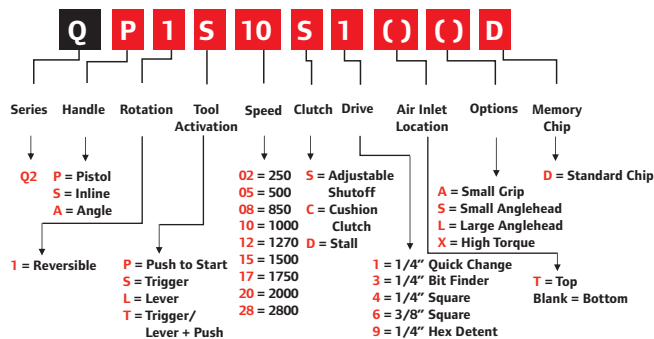 Q P 1 S 10 S 1 ( ) ( ) D
Series Handle Rotation Tool Activation Speed Clutch Drive Air Inlet Location Options Memory Chip
Q2
P = Pistol
S = Inline
A = Angle
1 = Reversible
P = Push to Start
S = Trigger
L = Lever
T = Trigger/
Lever + Push
02 = 250
05 = 500
08 = 850
10 = 1000
12 = 1270
15 = 1500
17 = 1750
20 = 2000
28 = 2800
S = Adjustable
Shutoff
C = Cushion
Clutch
D = Stall
1 = 1/4” Quick Change
3 = 1/4” Bit Finder
4 = 1/4” Square
6 = 3/8” Square
9 = 1/4” Hex Detent
T = Top
Blank = Bottom
A = Small Grip
S = Small Anglehead
L = Large Anglehead
X = High Torque
D = Standard Chip